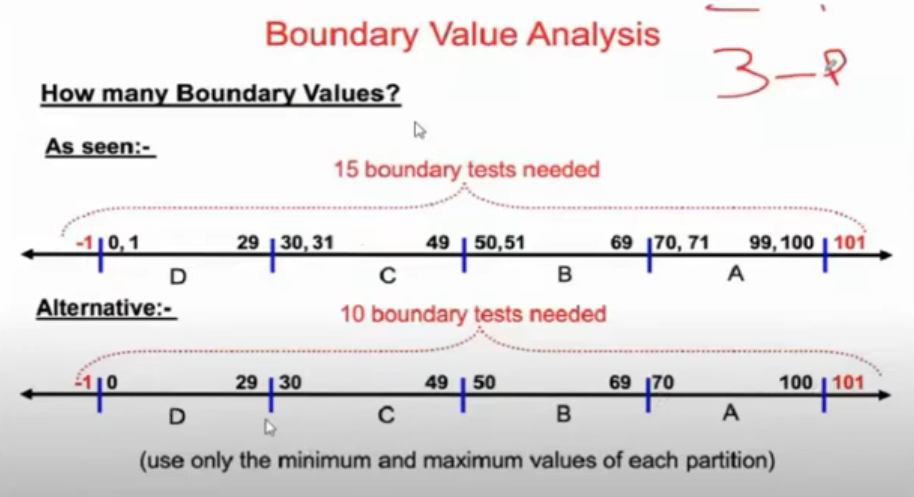 Boundary Value Analysis
3-P
How many Boundary Values?
As seen:-
15 boundary tests needed
-1 0, 1 29 30, 31 49 50,51 69 70, 71 99, 100 101
D C B A
Alternative:-
10 boundary tests needed
-1 0 29 30 49 50 69 70 100 101
D C B A
(use only the minimum and maximum values of each partition)